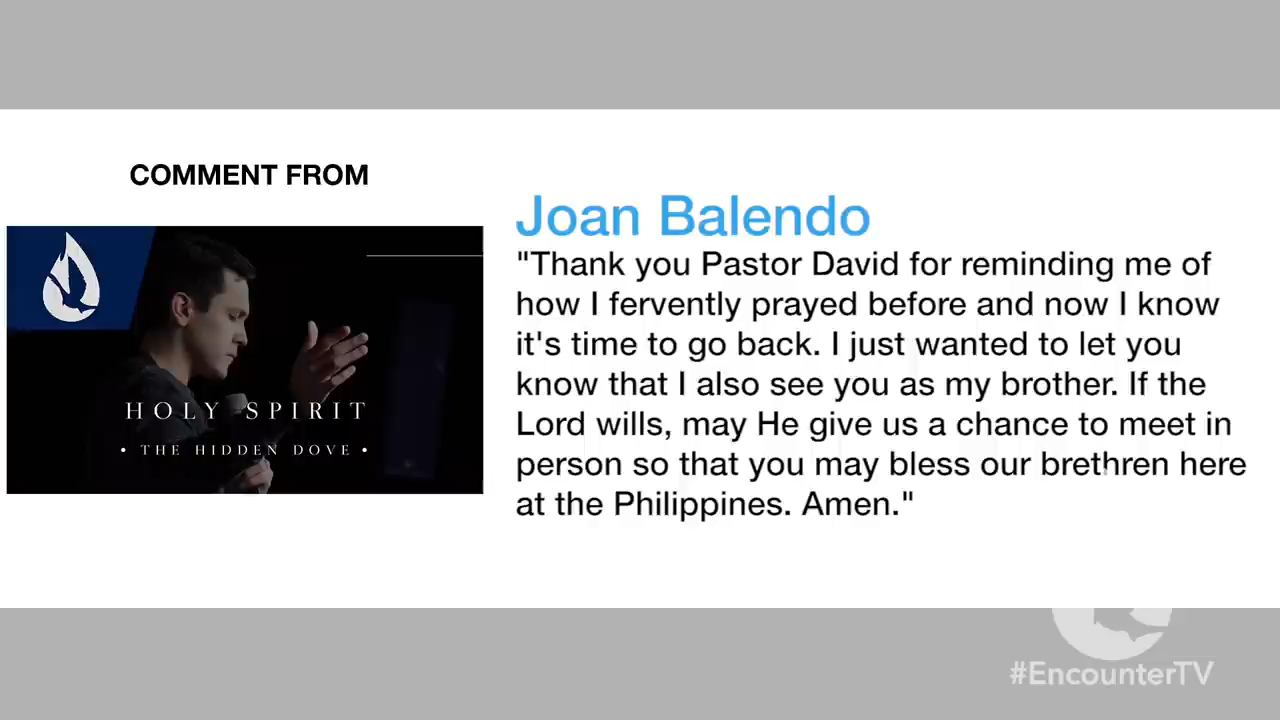 COMMENT FROM
HOLY SPIRIT
• THE HIDDEN DOVE •
Joan Balendo
"Thank you Pastor David for reminding me of
how I fervently prayed before and now I know
it's time to go back. I just wanted to let you
know that I also see you as my brother. If the
Lord wills, may He give us a chance to meet in
person so that you may bless our brethren here
at the Philippines. Amen."
#EncounterTV